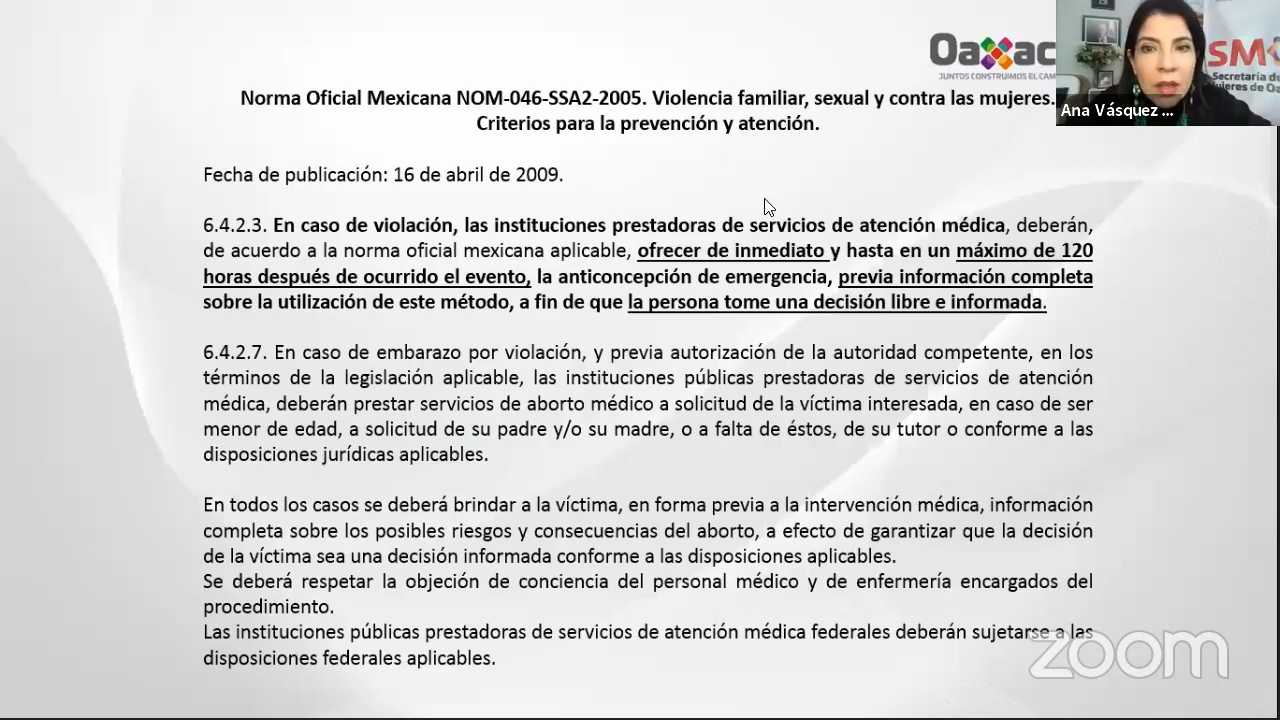 Oaxac
JUNTOS CONSTRUIMOS EL CAM
SM
Secretaría de
Mujeres de Oa
Ana Vásquez ...
Norma Oficial Mexicana NOM-046-SSA2-2005. Violencia familiar, sexual y contra las mujeres.
Criterios para la prevención y atención.
Fecha de publicación: 16 de abril de 2009.
6.4.2.3. En caso de violación, las instituciones prestadoras de servicios de atención médica, deberán,
de acuerdo a la norma oficial mexicana aplicable, ofrecer de inmediato y hasta en un máximo de 120
horas después de ocurrido el evento, la anticoncepción de emergencia, previa información completa
sobre la utilización de este método, a fin de que la persona tome una decisión libre e informada.
6.4.2.7. En caso de embarazo por violación, y previa autorización de la autoridad competente, en los
términos de la legislación aplicable, las instituciones públicas prestadoras de servicios de atención
médica, deberán prestar servicios de aborto médico a solicitud de la víctima interesada, en caso de ser
menor de edad, a solicitud de su padre y/o su madre, o a falta de éstos, de su tutor o conforme a las
disposiciones jurídicas aplicables.
En todos los casos se deberá brindar a la víctima, en forma previa a la intervención médica, información
completa sobre los posibles riesgos y consecuencias del aborto, a efecto de garantizar que la decisión
de la víctima sea una decisión informada conforme a las disposiciones aplicables.
Se deberá respetar la objeción de conciencia del personal médico y de enfermería encargados del
procedimiento.
Las instituciones públicas prestadoras de servicios de atención médica federales deberán sujetarse a las
disposiciones federales aplicables.
zoom